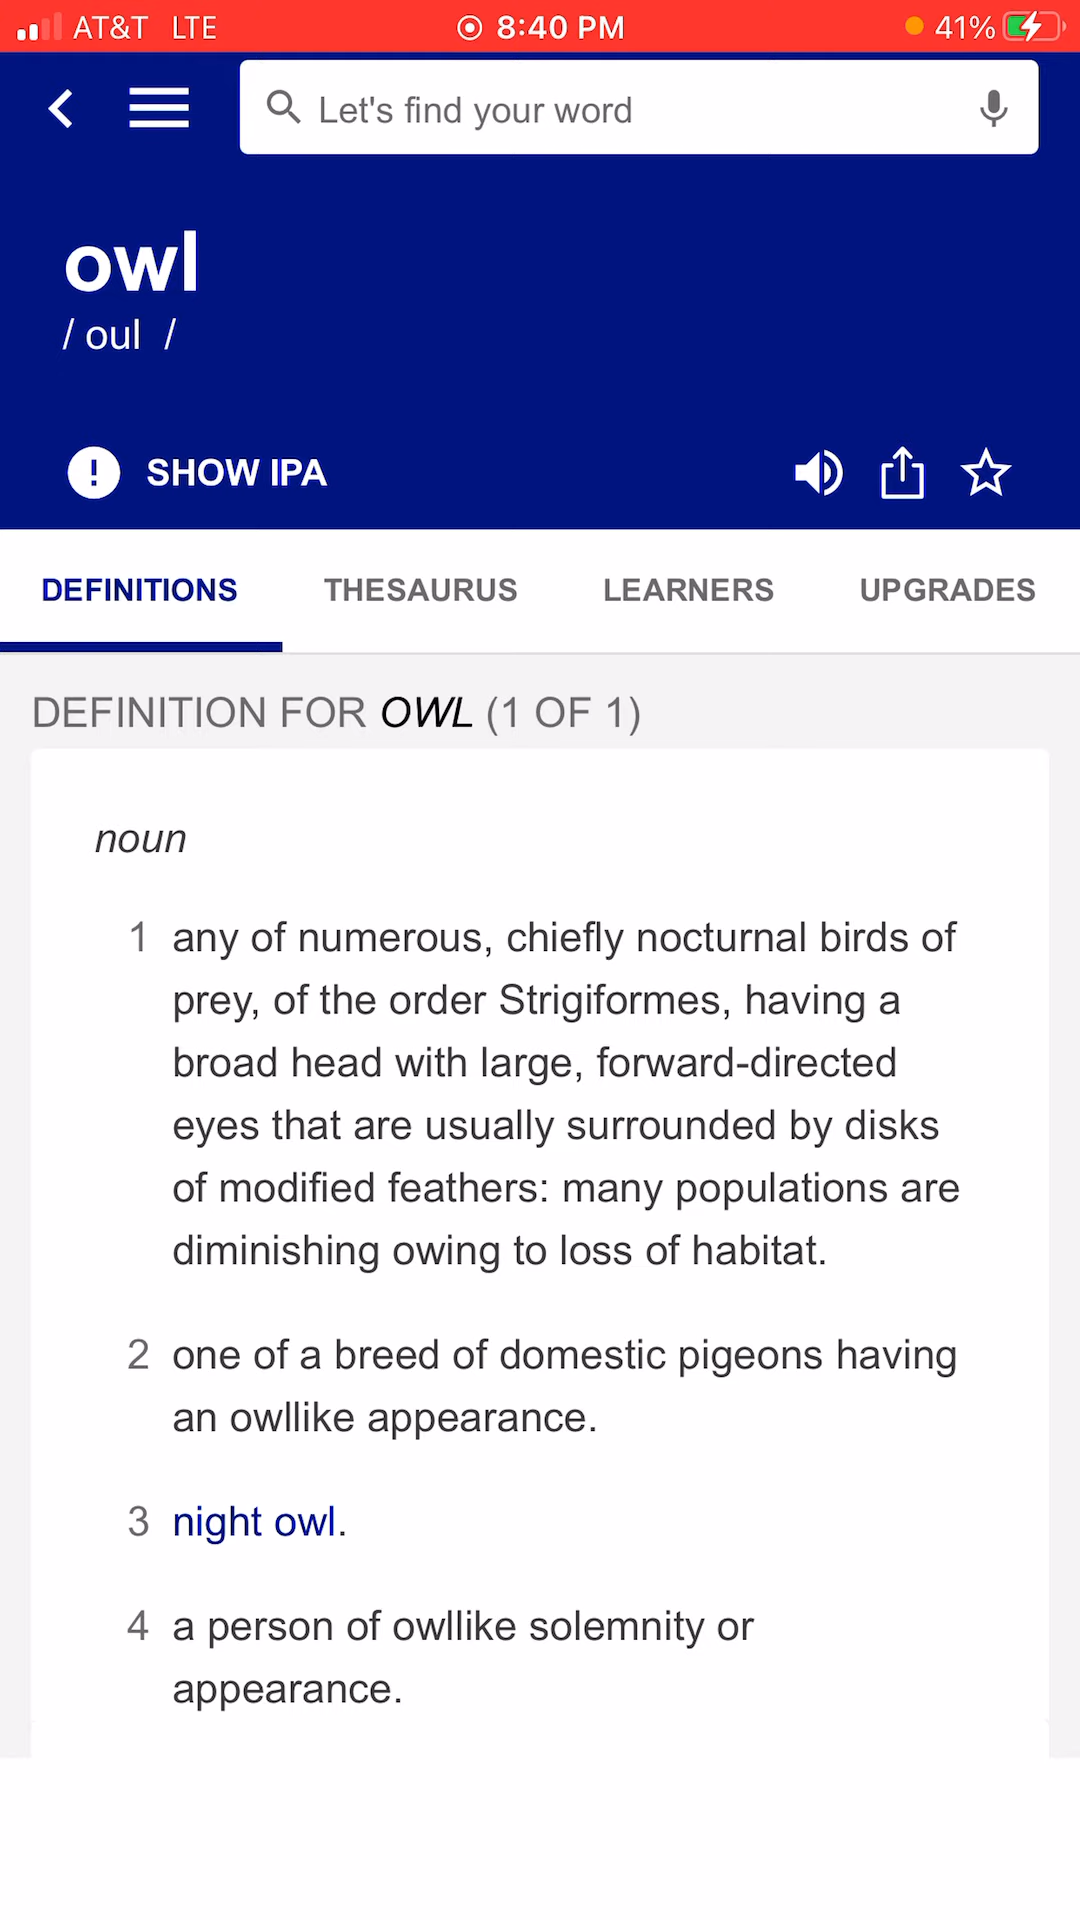 AT&T LTE 8:40 PM 41%
Let's find your word
owl
/ oul /
! SHOW IPA
DEFINITIONS THESAURUS LEARNERS UPGRADES
DEFINITION FOR OWL (1 OF 1)
noun
1 any of numerous, chiefly nocturnal birds of
prey, of the order Strigiformes, having a
broad head with large, forward-directed
eyes that are usually surrounded by disks
of modified feathers: many populations are
diminishing owing to loss of habitat.
2 one of a breed of domestic pigeons having
an owllike appearance.
3 night owl.
4 a person of owllike solemnity or
appearance.